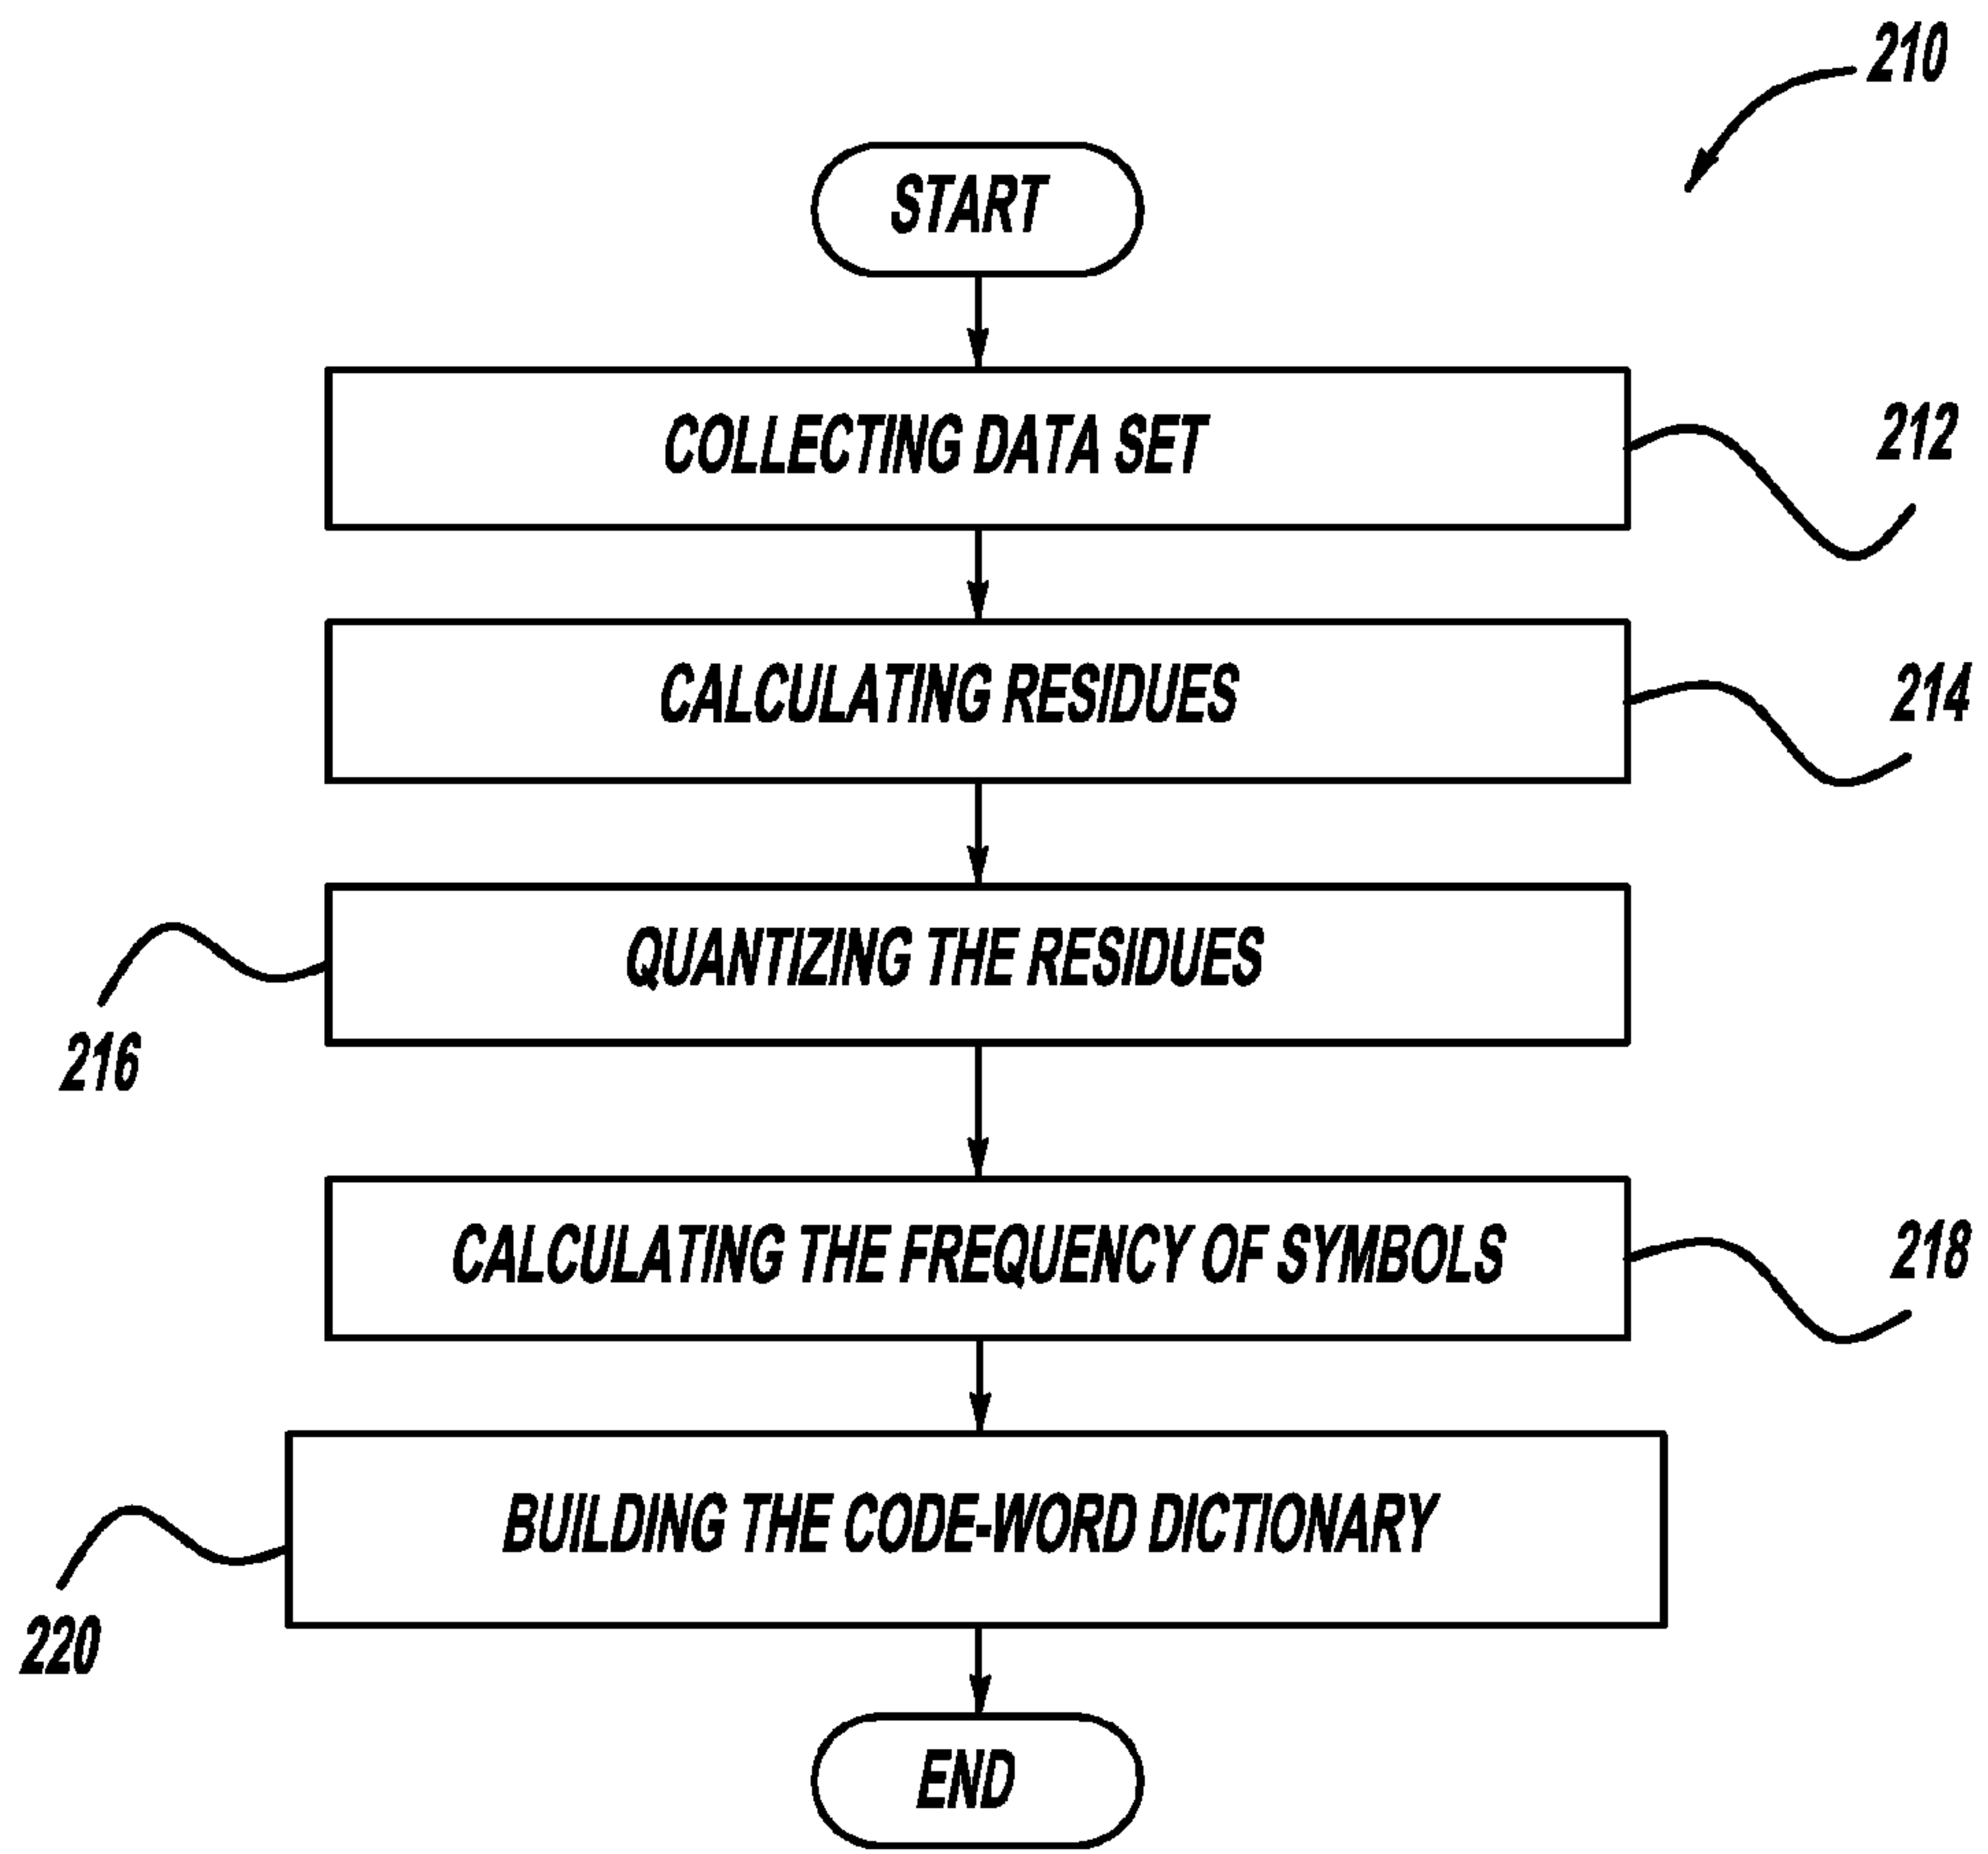 210
START
COLLECTING DATA SET
212
CALCULATING RESIDUES
214
QUANTIZING THE RESIDUES
216
CALCULATING THE FREQUENCY OF SYMBOLS
218
BUILDING THE CODE-WORD DICTIONARY
220
END